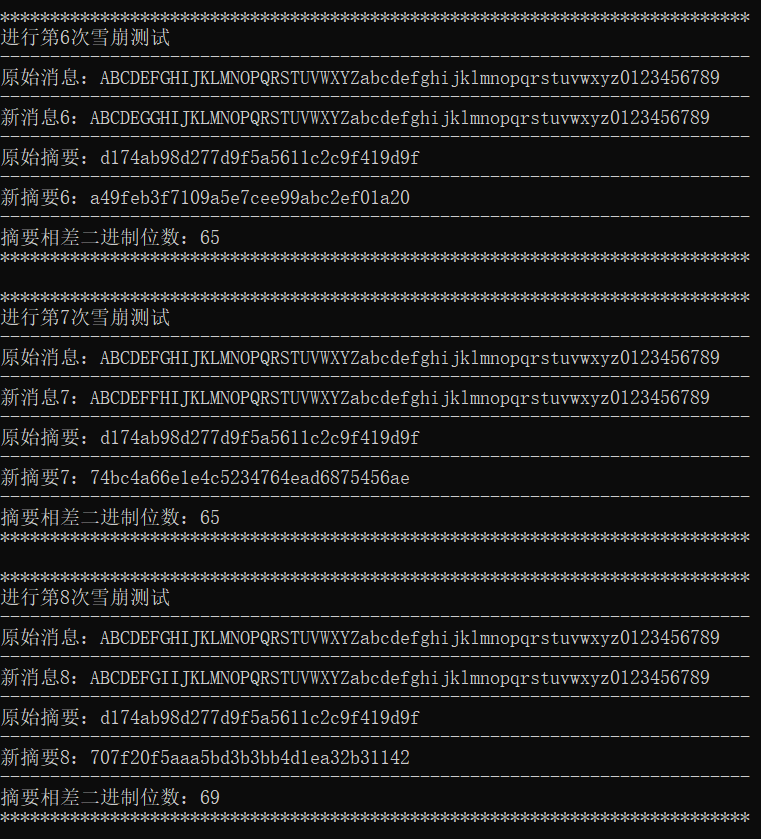 ***************************************************************************
进行第6次雪崩测试
---------------------------------------------------------------------------
原始消息：ABCDEFGHIJKLMNOPQRSTUVWXYZabcdefghijklmnopqrstuvwxyz0123456789
---------------------------------------------------------------------------
新消息6：ABCDEGGHIJKLMNOPQRSTUVWXYZabcdefghijklmnopqrstuvwxyz0123456789
---------------------------------------------------------------------------
原始摘要：d174ab98d277d9f5a5611c2c9f419d9f
---------------------------------------------------------------------------
新摘要6：a49feb3f7109a5e7cee99abc2ef01a20
---------------------------------------------------------------------------
摘要相差二进制位数：65
***************************************************************************
***************************************************************************
进行第7次雪崩测试
---------------------------------------------------------------------------
原始消息：ABCDEFGHIJKLMNOPQRSTUVWXYZabcdefghijklmnopqrstuvwxyz0123456789
---------------------------------------------------------------------------
新消息7：ABCDEFFHIJKLMNOPQRSTUVWXYZabcdefghijklmnopqrstuvwxyz0123456789
---------------------------------------------------------------------------
原始摘要：d174ab98d277d9f5a5611c2c9f419d9f
---------------------------------------------------------------------------
新摘要7：74bc4a66e1e4c5234764ead6875456ae
---------------------------------------------------------------------------
摘要相差二进制位数：65
***************************************************************************
***************************************************************************
进行第8次雪崩测试
---------------------------------------------------------------------------
原始消息：ABCDEFGHIJKLMNOPQRSTUVWXYZabcdefghijklmnopqrstuvwxyz0123456789
---------------------------------------------------------------------------
新消息8：ABCDEFGIIJKLMNOPQRSTUVWXYZabcdefghijklmnopqrstuvwxyz0123456789
---------------------------------------------------------------------------
原始摘要：d174ab98d277d9f5a5611c2c9f419d9f
---------------------------------------------------------------------------
新摘要8：707f20f5aaa5bd3b3bb4d1ea32b31142
---------------------------------------------------------------------------
摘要相差二进制位数：69
***************************************************************************